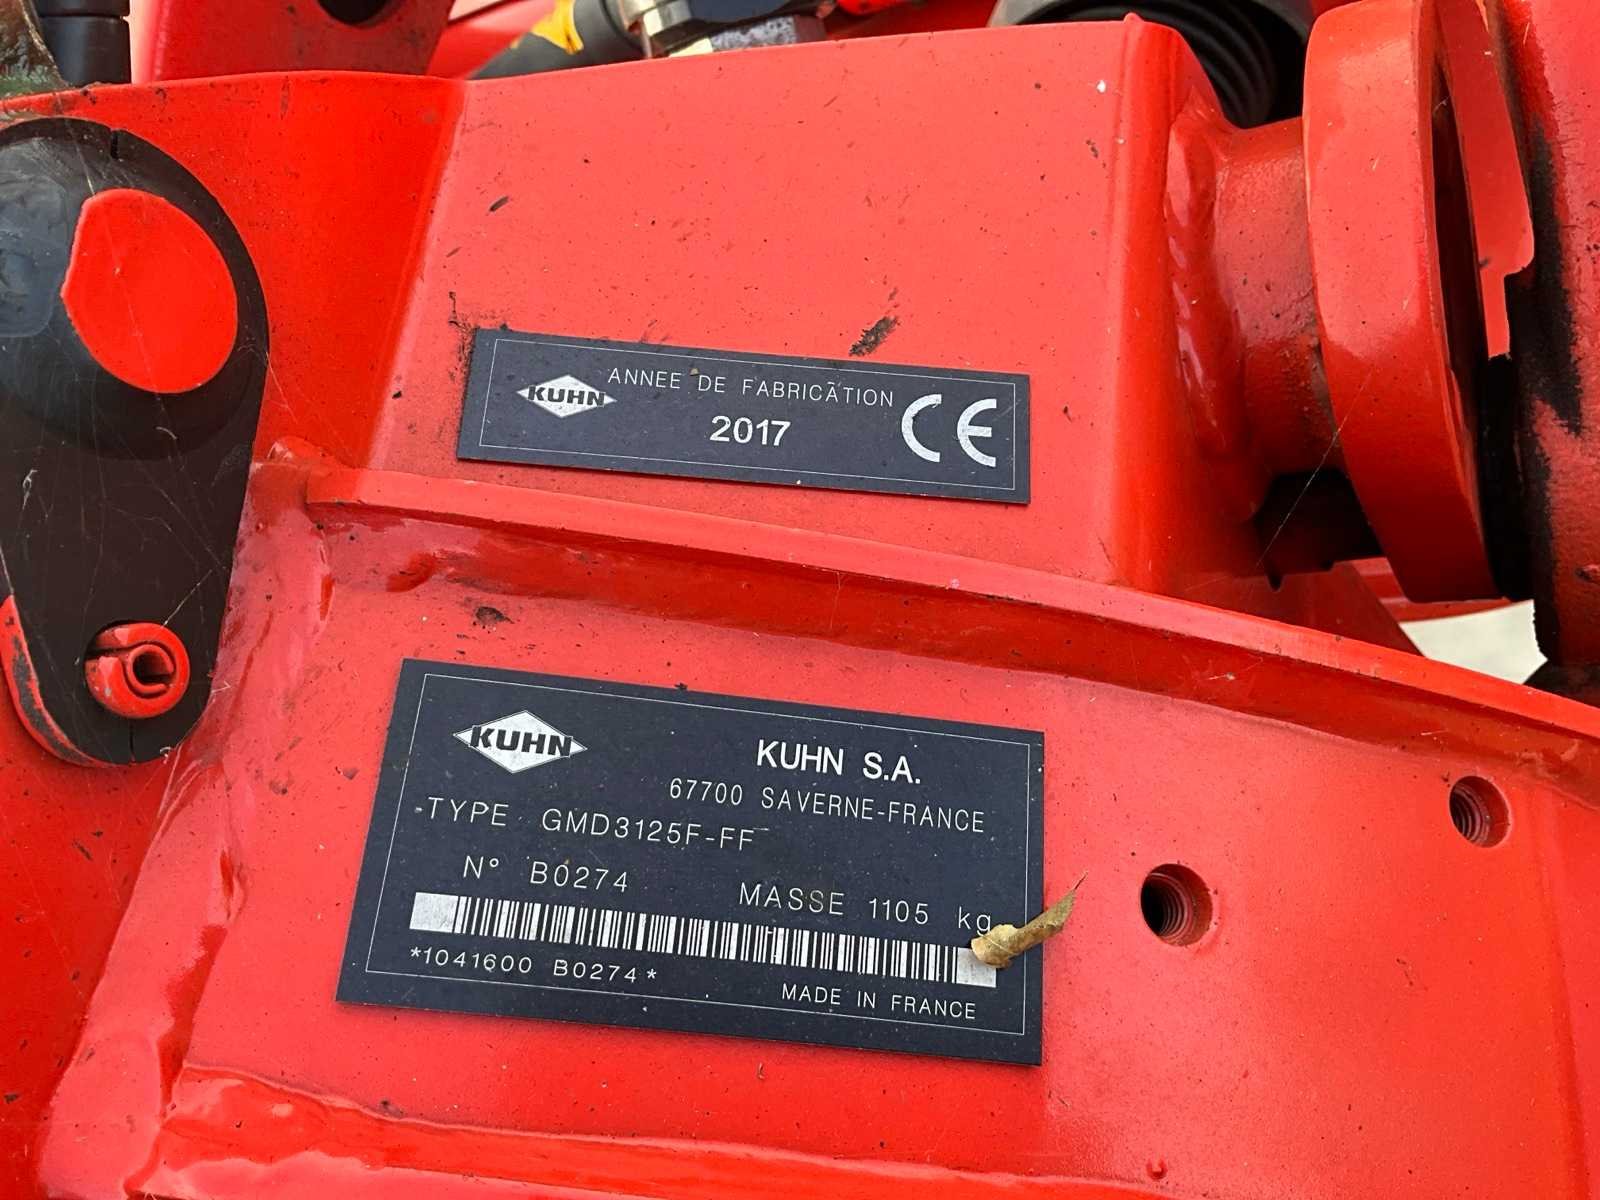 KUHN
ANNEE DE FABRICATION
2017
CE
KUHN
KUHN S.A.
67700 SAVERNE-FRANCE
TYPE GMD3125F-FF
N° B0274 MASSE 1105 kg
*1041600 B0274*
MADE IN FRANCE